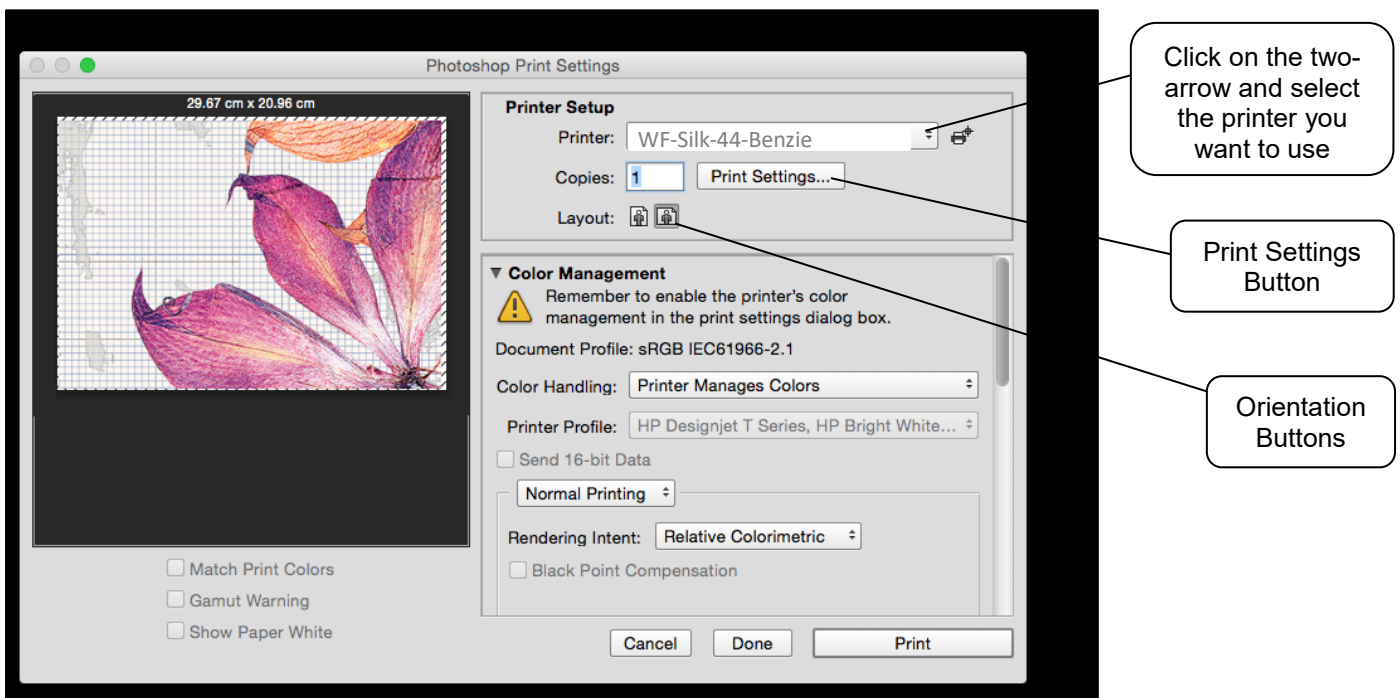 Photoshop Print Settings
29.67 cm x 20.96 cm
Printer Setup
Printer: WF-Silk-44-Benzie
Copies: 1 Print Settings...
Layout:
Color Management
Remember to enable the printer's color
management in the print settings dialog box.
Document Profile: sRGB IEC61966-2.1
Color Handling: Printer Manages Colors
Printer Profile: HP Designjet T Series, HP Bright White...
Send 16-bit Data
Normal Printing
Rendering Intent: Relative Colorimetric
Black Point Compensation
Match Print Colors
Gamut Warning
Show Paper White
Cancel Done Print
Click on the two-
arrow and select
the printer you
want to use
Print Settings
Button
Orientation
Buttons